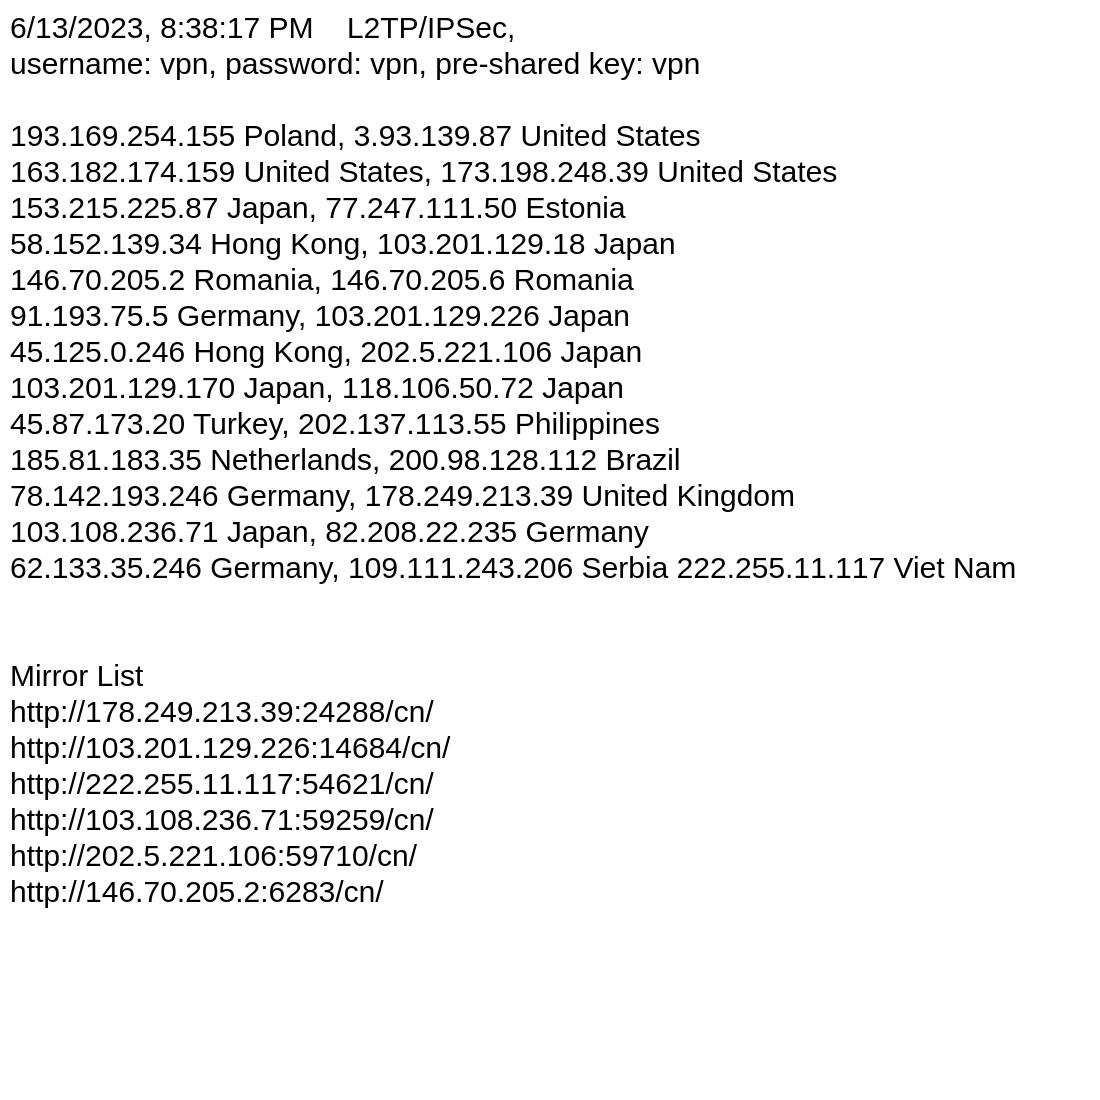 6/13/2023, 8:38:17 PM    L2TP/IPSec,
username: vpn, password: vpn, pre-shared key: vpn
193.169.254.155 Poland, 3.93.139.87 United States
163.182.174.159 United States, 173.198.248.39 United States
153.215.225.87 Japan, 77.247.111.50 Estonia
58.152.139.34 Hong Kong, 103.201.129.18 Japan
146.70.205.2 Romania, 146.70.205.6 Romania
91.193.75.5 Germany, 103.201.129.226 Japan
45.125.0.246 Hong Kong, 202.5.221.106 Japan
103.201.129.170 Japan, 118.106.50.72 Japan
45.87.173.20 Turkey, 202.137.113.55 Philippines
185.81.183.35 Netherlands, 200.98.128.112 Brazil
78.142.193.246 Germany, 178.249.213.39 United Kingdom
103.108.236.71 Japan, 82.208.22.235 Germany
62.133.35.246 Germany, 109.111.243.206 Serbia 222.255.11.117 Viet Nam
Mirror List
http://178.249.213.39:24288/cn/
http://103.201.129.226:14684/cn/
http://222.255.11.117:54621/cn/
http://103.108.236.71:59259/cn/
http://202.5.221.106:59710/cn/
http://146.70.205.2:6283/cn/